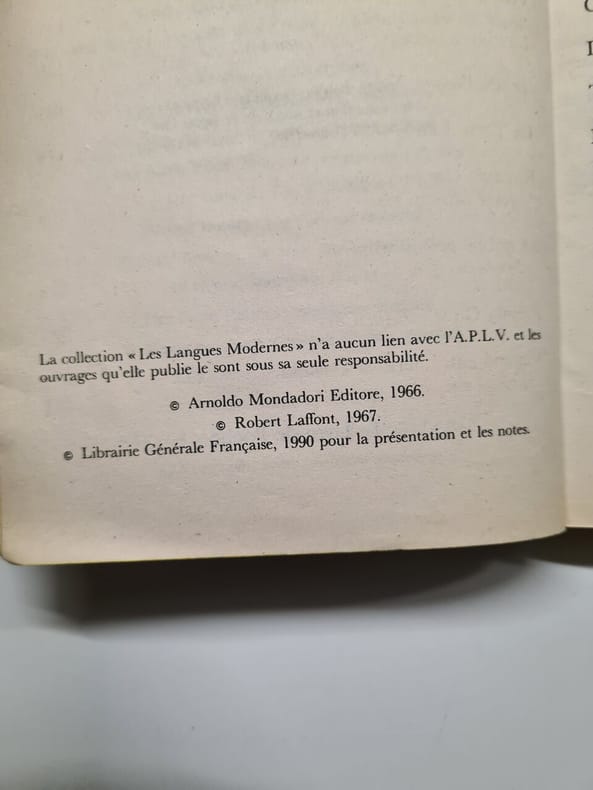 La collection « Les Langues Modernes » n'a aucun lien avec l'A.P.L.V. et les
ouvrages qu'elle publie le sont sous sa seule responsabilité.
© Arnoldo Mondadori Editore, 1966.
© Robert Laffont, 1967.
© Librairie Générale Française, 1990 pour la présentation et les notes.